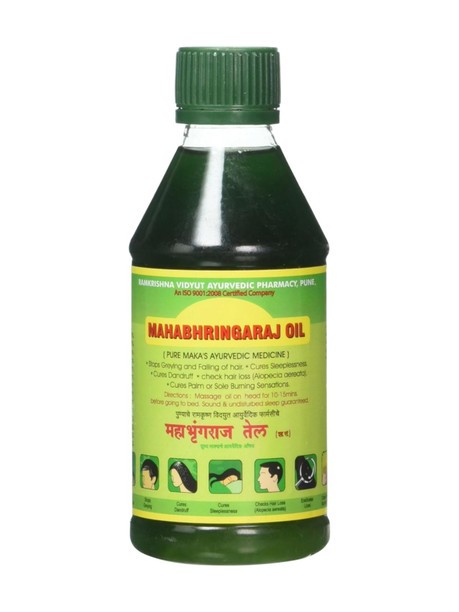 RAMKRISHNA VIDYUT AYURVEDIC PHARMACY, PUNE.
An ISO 9001:2008 Certified Company
MAHABHRINGARAJ OIL
( PURE MAKA'S AYURVEDIC MEDICINE )
• Stops Greying and Falling of hair. • Cures Sleeplessness.
• Cures Dandruff • check hair loss (Alopecia aereata).
• Cures Palm or Sole Burning Sensations.
Directions : Massage oil on head for 10-15mins.
before going to bed. Sound & undisturbed sleep guaranteed.
पुण्याचे रामकृष्ण विद्युत आयुर्वेदिक फार्मसीचे
महाभृंगराज तेल
Cures
Dandruff
Cures
Sleeplessness
Checks Hair Loss